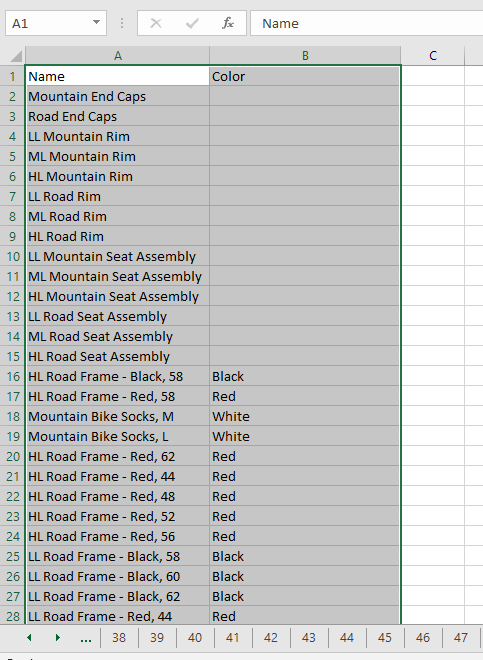 A1 fx Name
A B C
1 Name Color
2 Mountain End Caps
3 Road End Caps
4 LL Mountain Rim
5 ML Mountain Rim
6 HL Mountain Rim
7 LL Road Rim
8 ML Road Rim
9 HL Road Rim
10 LL Mountain Seat Assembly
11 ML Mountain Seat Assembly
12 HL Mountain Seat Assembly
13 LL Road Seat Assembly
14 ML Road Seat Assembly
15 HL Road Seat Assembly
16 HL Road Frame - Black, 58 Black
17 HL Road Frame - Red, 58 Red
18 Mountain Bike Socks, M White
19 Mountain Bike Socks, L White
20 HL Road Frame - Red, 62 Red
21 HL Road Frame - Red, 44 Red
22 HL Road Frame - Red, 48 Red
23 HL Road Frame - Red, 52 Red
24 HL Road Frame - Red, 56 Red
25 LL Road Frame - Black, 58 Black
26 LL Road Frame - Black, 60 Black
27 LL Road Frame - Black, 62 Black
28 LL Road Frame - Red, 44 Red
... 38 39 40 41 42 43 44 45 46 47